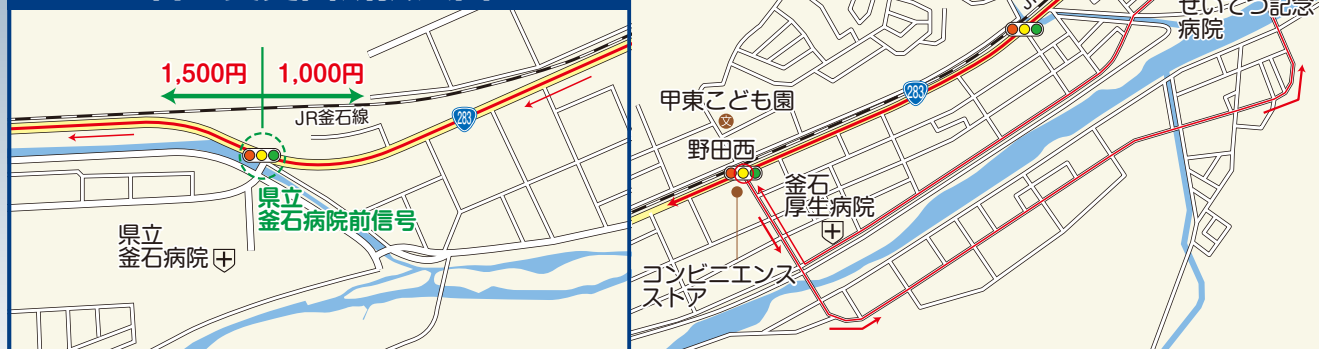 1,500円 1,000円
JR釜石線
283
県立
釜石病院前信号
県立
釜石病院
せいてつ記念
病院
283
甲東こども園
文
野田西
釜石
厚生病院
コンビニエンス
ストア